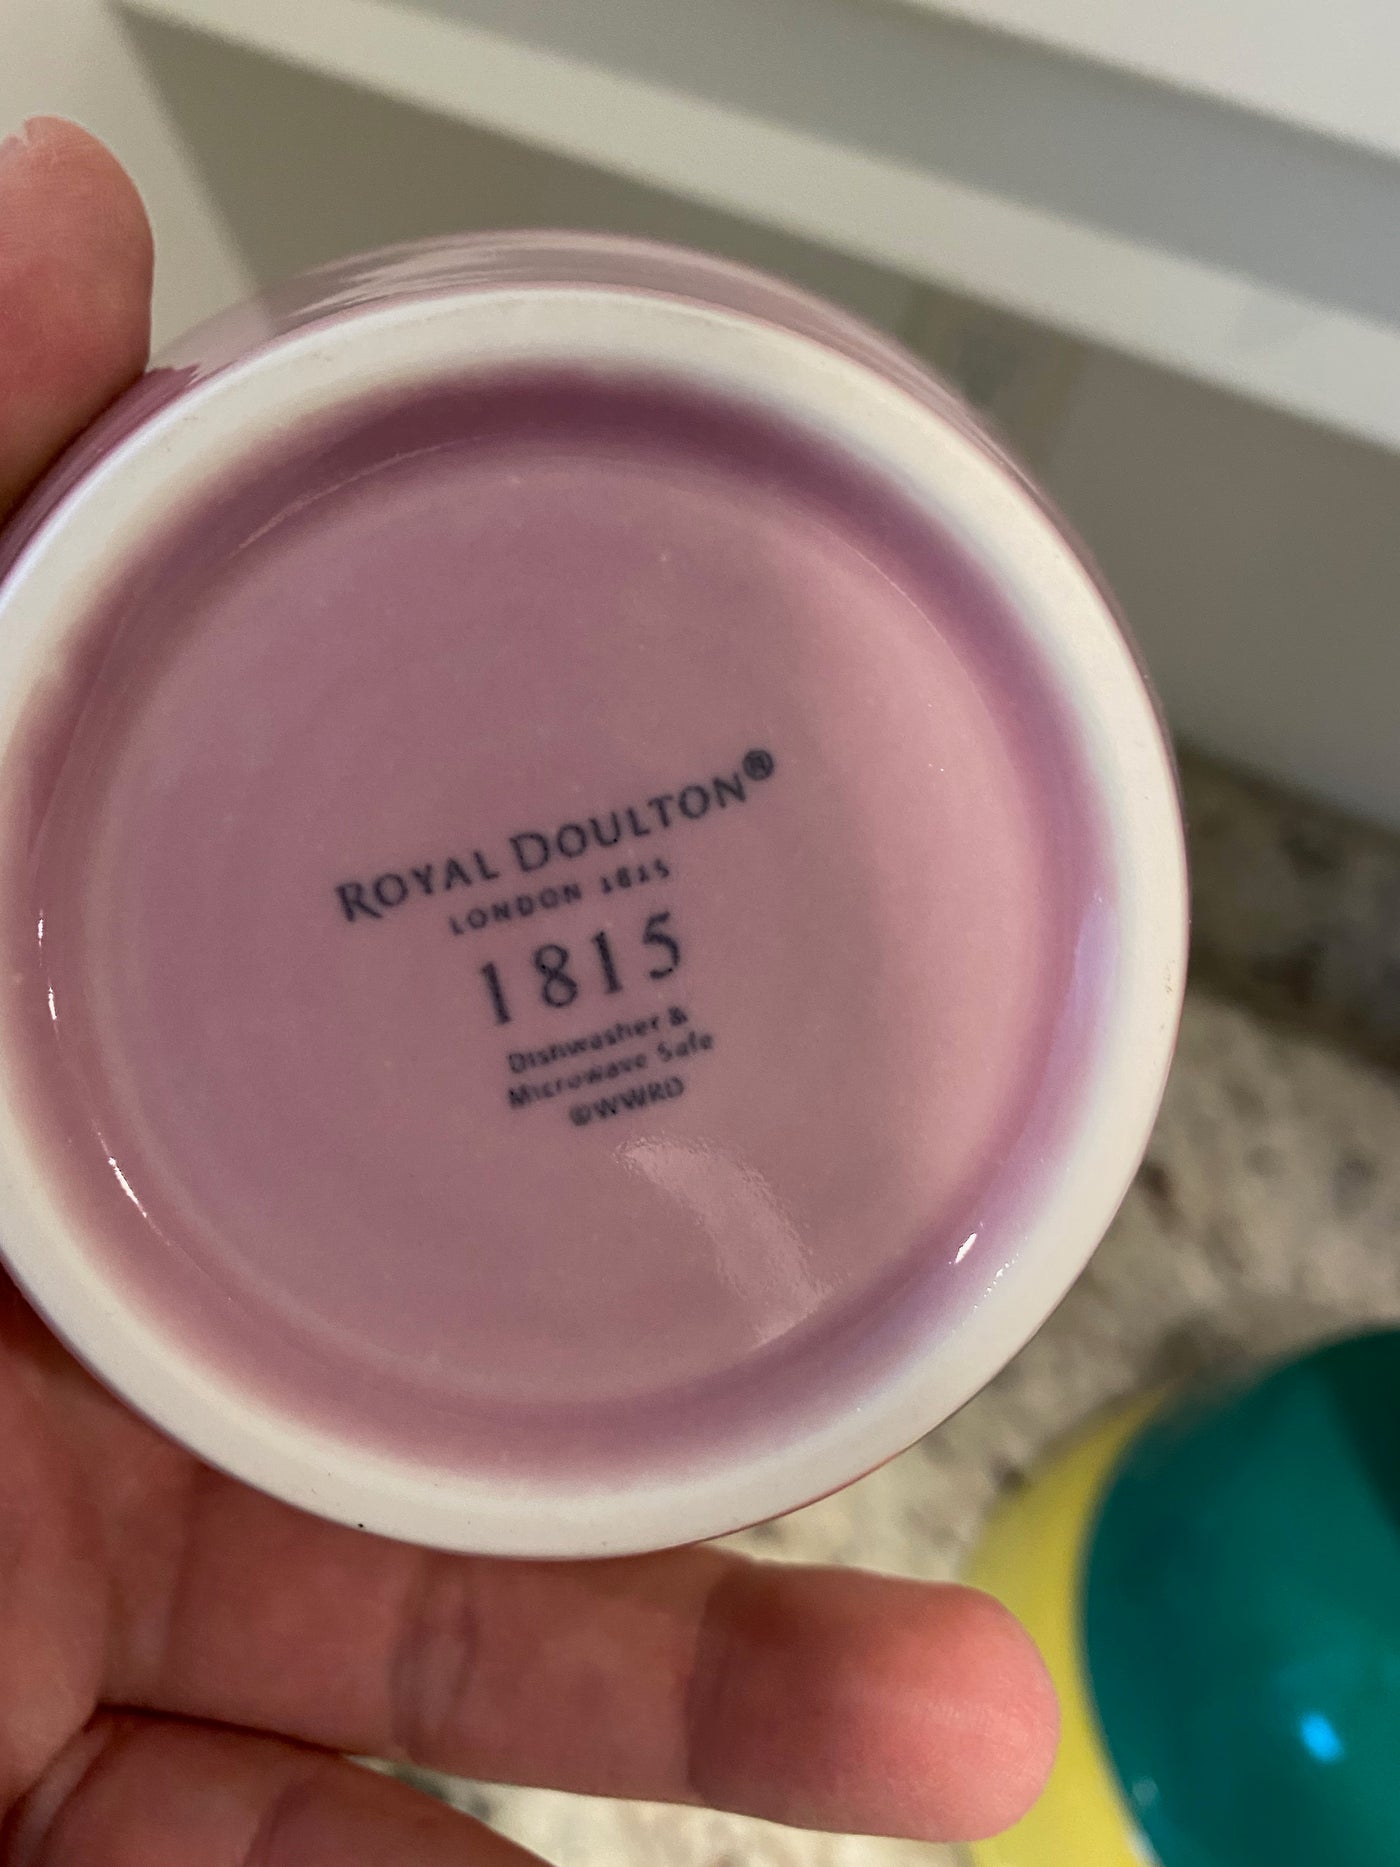 ROYAL DOULTON®
LONDON 1815
1815
Dishwasher &
Microwave Safe
©WWRD